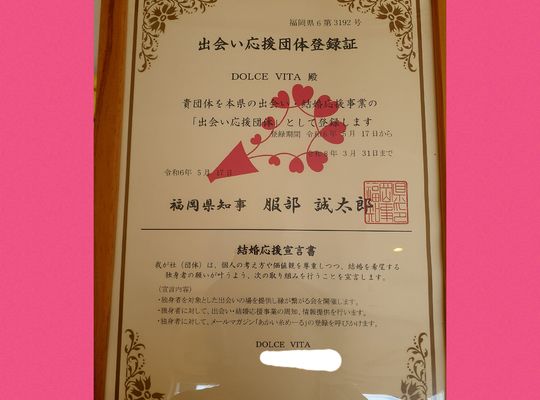 福岡県6第3192号
出会い応援団体登録証
DOLCE VITA 殿
貴団体を本県の出会い・結婚応援事業の
「出会い応援団体」として登録します
登録期間 令和6年5月17日から
令和8年3月31日まで
令和6年 5月 17日
福岡県知事 服部 誠太郎
結婚応援宣言書
我が社(団体)は、個人の考え方や価値観を尊重しつつ、結婚を希望する
独身者の願いが叶うよう、次の取り組みを行うことを宣言します。
(宣言内容)
・独身者を対象とした出会いの場を提供し縁が繋がる会を開催します。
・独身者に対して、出会い・結婚応援事業の周知、情報提供を行います。
・独身者に対して、メールマガジン「あかい糸めーる」の登録を呼びかけます。
DOLCE VITA